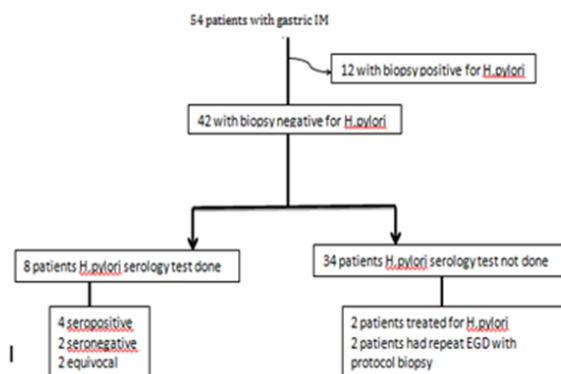 54 patients with gastric IM
12 with biopsy positive for H.pylori
42 with biopsy negative for H.pylori
8 patients H.pylori serology test done
34 patients H.pylori serology test not done
4 seropositive
2 seronegative
2 equivocal
2 patients treated for H.pylori
2 patients had repeat EGD with
protocol biopsy
I